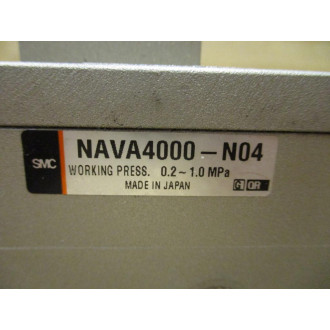 SMC
NAVA4000-N04
WORKING PRESS. 0.2~1.0 MPa
MADE IN JAPAN